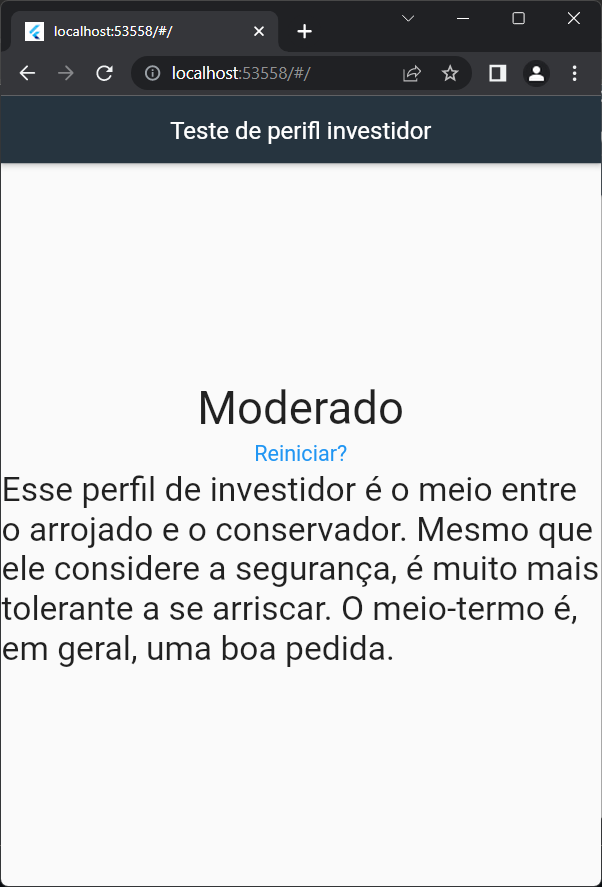 localhost:53558/#/
localhost:53558/#/
Teste de perifl investidor
Moderado
Reiniciar?
Esse perfil de investidor é o meio entre
o arrojado e o conservador. Mesmo que
ele considere a segurança, é muito mais
tolerante a se arriscar. O meio-termo é,
em geral, uma boa pedida.